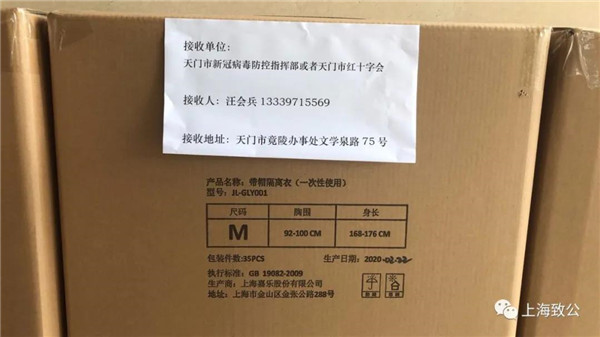 接收单位：
天门市新冠病毒防控指挥部或者天门市红十字会
接收人：汪会兵 13339715569
接收地址：天门市竟陵办事处文学泉路 75 号
产品名称：带帽隔离衣（一次性使用）
型号：JL-GLY001
尺码 胸围 身长
M 92-100 CM 168-176 CM
包装件数:35PCS 生产日期：2020-02.22
执行标准：GB 19082-2009
生产商：上海嘉乐股份有限公司
地址：上海市金山区金张公路288号
上海致公